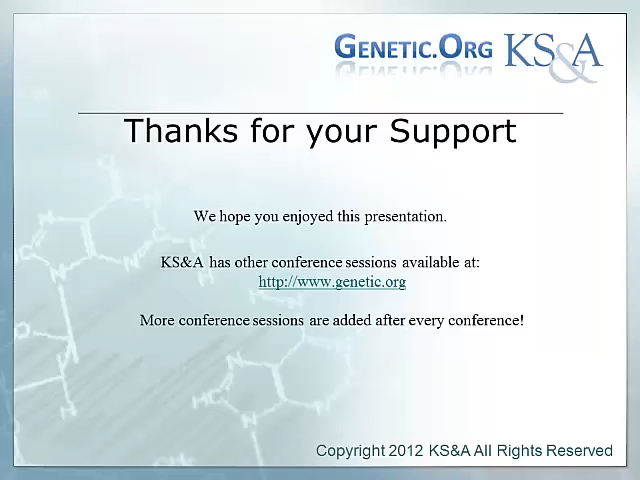 GENETIC.ORG KS&A
Thanks for your Support
We hope you enjoyed this presentation.
KS&A has other conference sessions available at:
http://www.genetic.org
More conference sessions are added after every conference!
Copyright 2012 KS&A All Rights Reserved